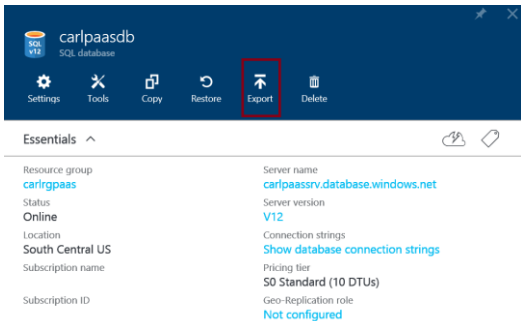 carlpaasdb
SQL
v12
SQL database
Settings
Tools
Copy
Restore
Export
Delete
Essentials
Resource group
carlrgpaas
Server name
carlpaassrv.database.windows.net
Status
Online
Server version
V12
Location
South Central US
Connection strings
Show database connection strings
Subscription name
Pricing tier
S0 Standard (10 DTUs)
Subscription ID
Geo-Replication role
Not configured